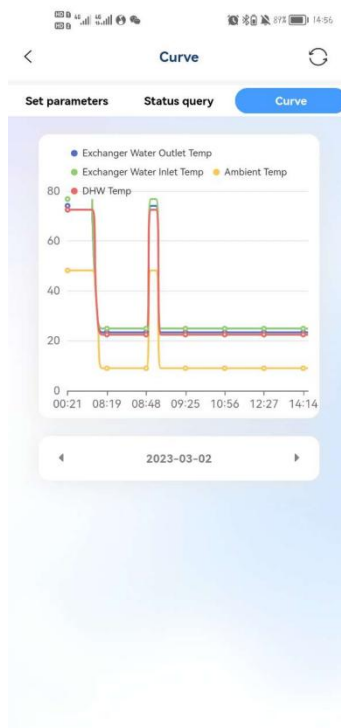 87% 14:56
Curve
Set parameters Status query Curve
Exchanger Water Outlet Temp
Exchanger Water Inlet Temp Ambient Temp
80 DHW Temp
60
40
20
0
00:21 08:19 08:48 09:25 10:56 12:27 14:14
2023-03-02